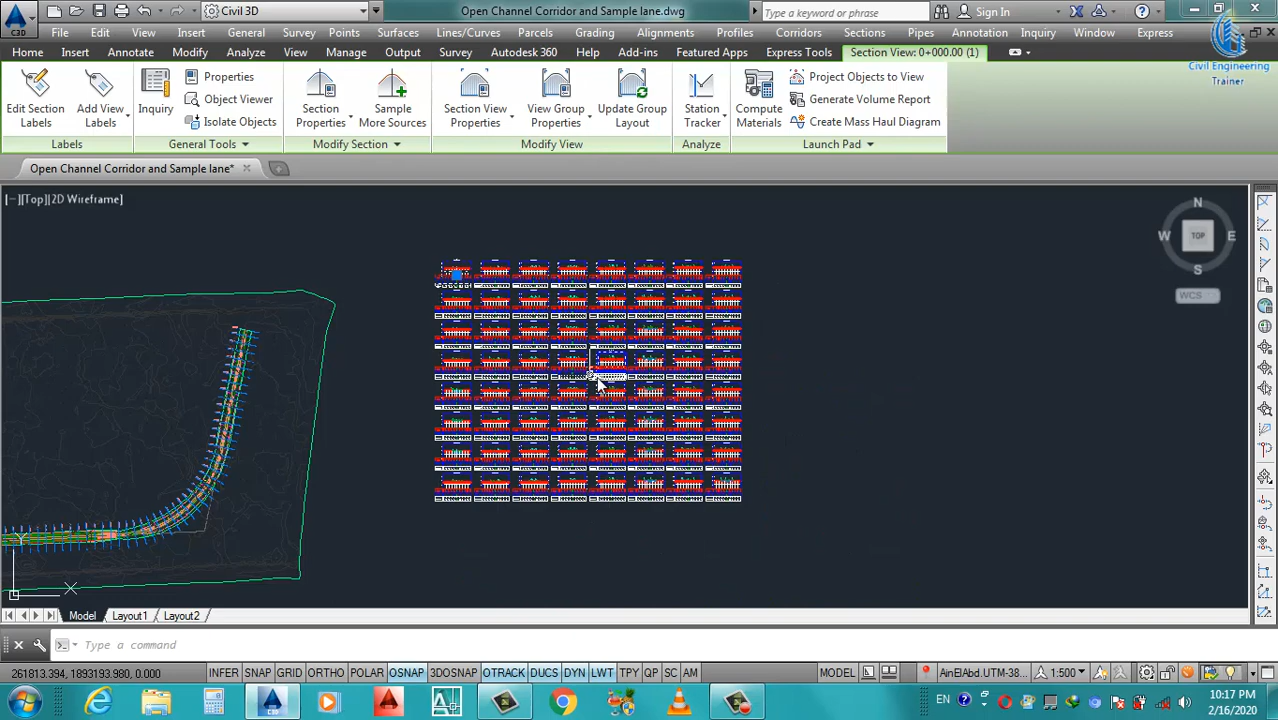 Civil 3D
Open Channel Corridor and Sample lane.dwg
Type a keyword or phrase
Sign In
File Edit View Insert General Survey Points Surfaces Lines/Curves Parcels Grading Alignments Profiles Corridors Sections Pipes Annotation Inquiry Window Express
Home Insert Annotate Modify Analyze View Manage Output Survey Autodesk 360 Help Add-ins Featured Apps Express Tools Section View: 0+000.00 (1)
Civil Engineering
Trainer
Edit Section Labels
Add View Labels
Labels
Inquiry
Properties
Object Viewer
Isolate Objects
General Tools
Section Properties
Sample More Sources
Modify Section
Section View Properties
View Group Properties
Update Group Layout
Modify View
Station Tracker
Analyze
Compute Materials
Project Objects to View
Generate Volume Report
Create Mass Haul Diagram
Launch Pad
Open Channel Corridor and Sample lane*
[−][Top][2D Wireframe]
N
W TOP E
S
WCS
Y
X
Model Layout1 Layout2
Type a command
261813.394, 1893193.980, 0.000 INFER SNAP GRID ORTHO POLAR OSNAP 3DOSNAP OTRACK DUCS DYN LWT TPY QP SC AM MODEL AinElAbd.UTM-38... 1:500
C3D
EN
10:17 PM
2/16/2020